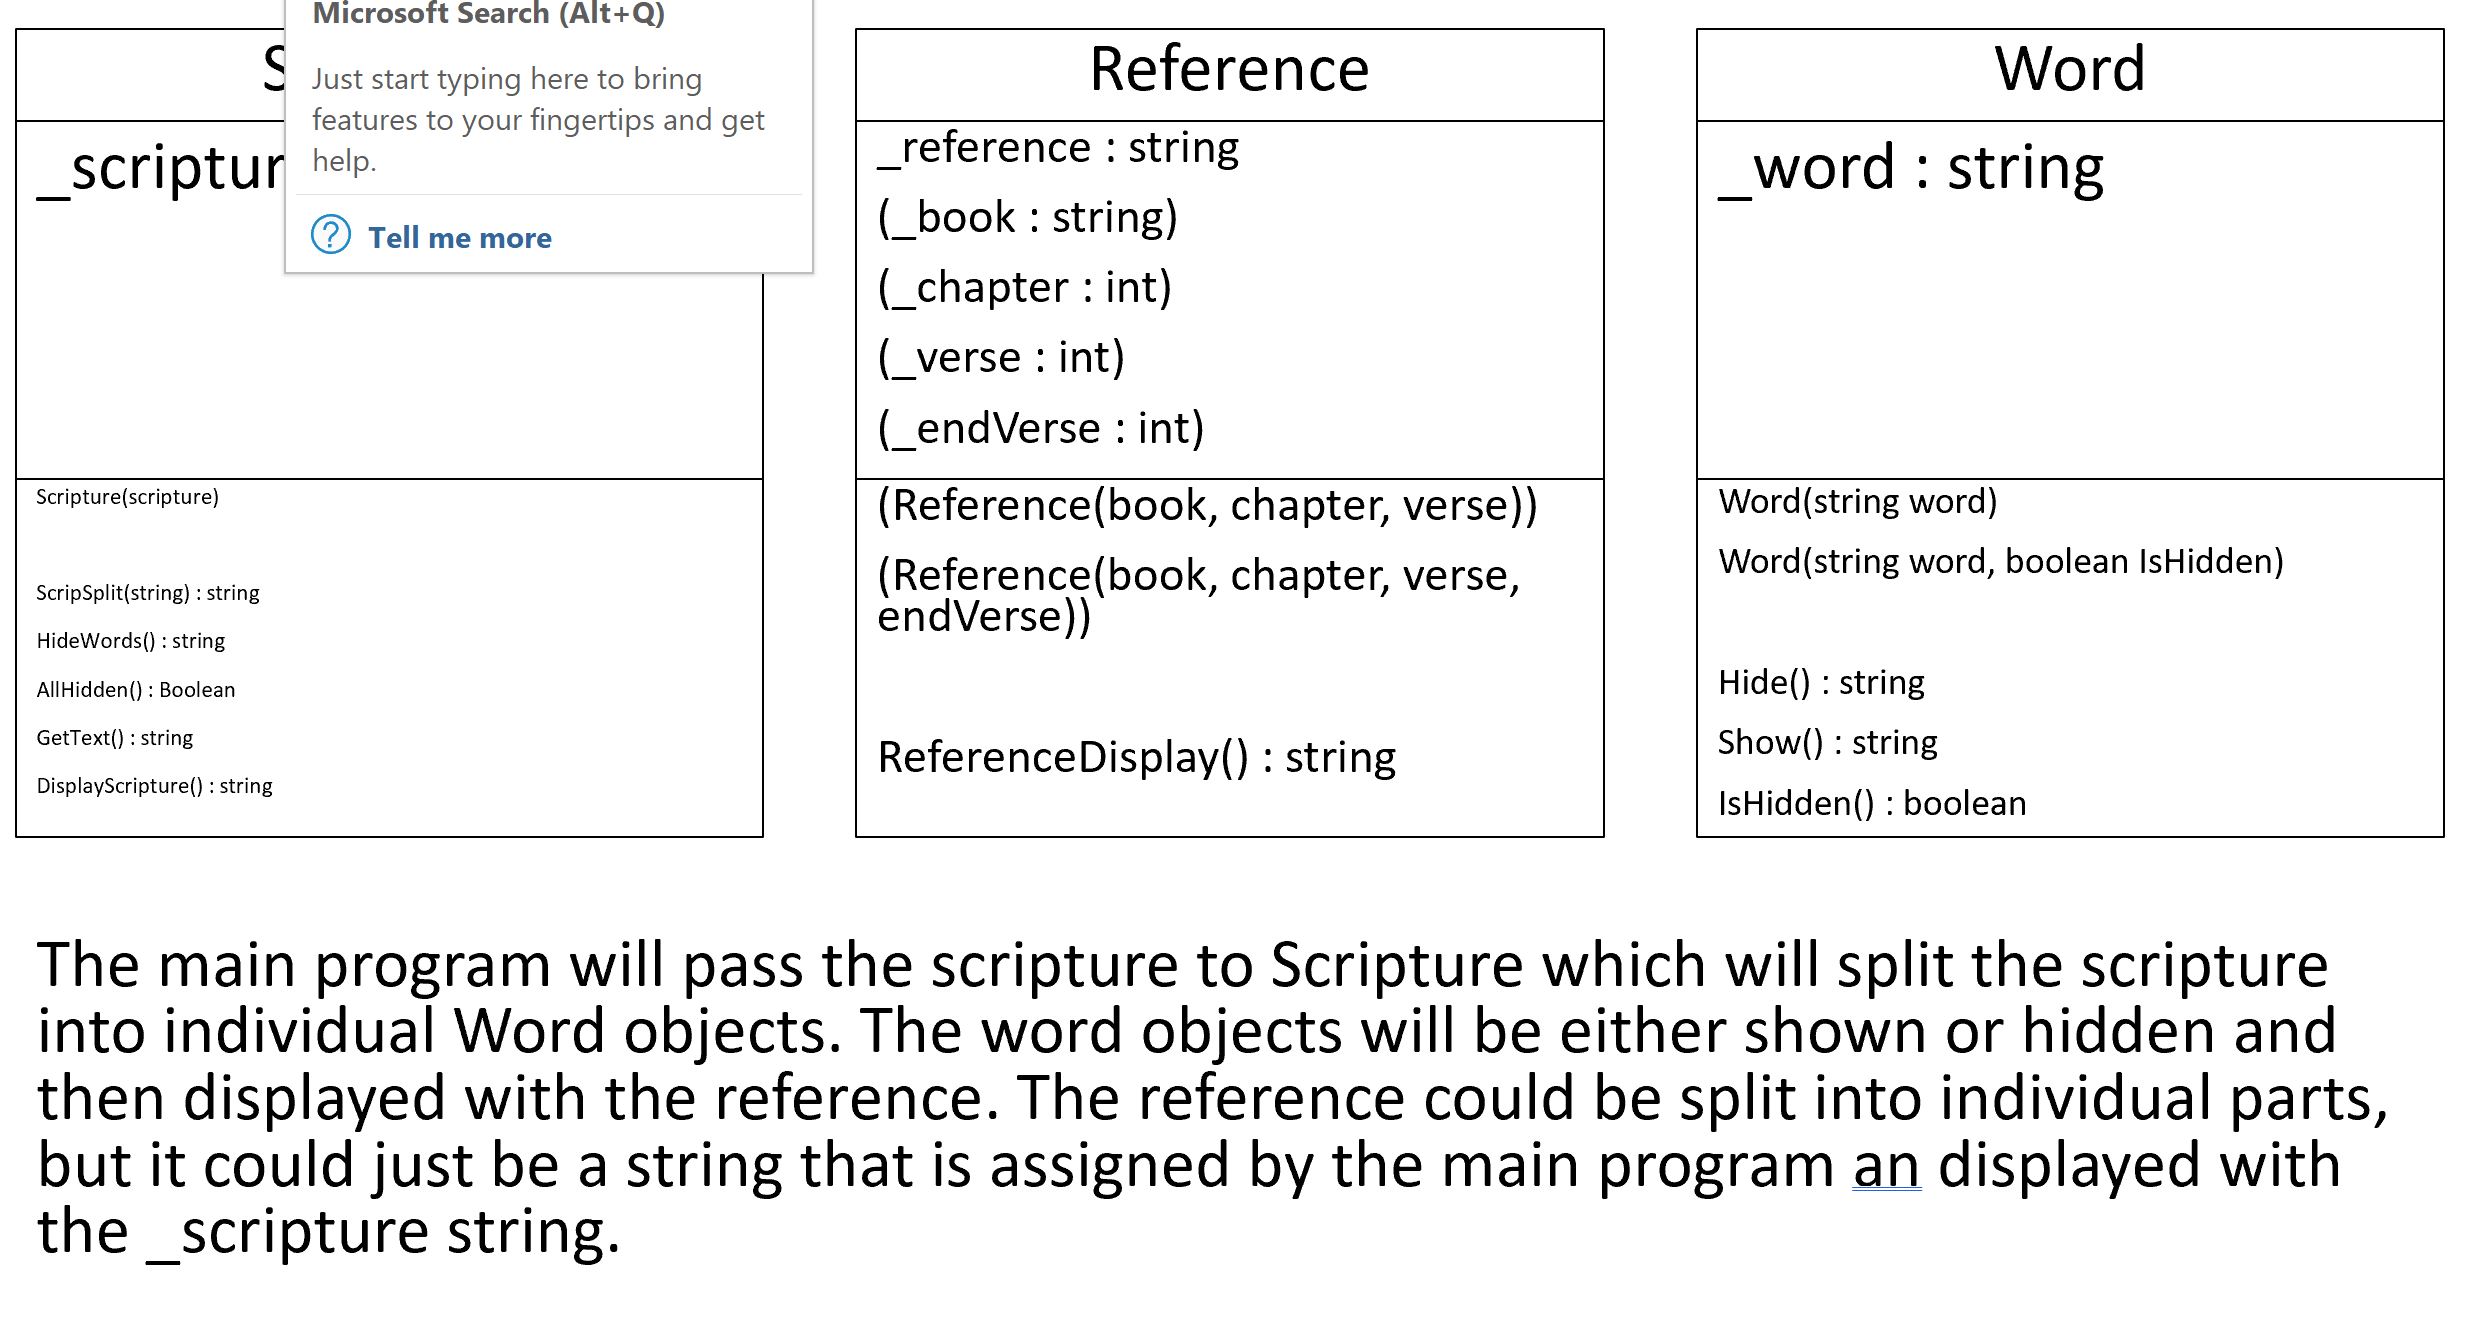 Microsoft Search (Alt+Q)
Just start typing here to bring
features to your fingertips and get
help.
Tell me more
S
_scriptur
Scripture(scripture)
ScripSplit(string) : string
HideWords() : string
AllHidden() : Boolean
GetText() : string
DisplayScripture() : string
Reference
_reference : string
(_book : string)
(_chapter : int)
(_verse : int)
(_endVerse : int)
(Reference(book, chapter, verse))
(Reference(book, chapter, verse,
endVerse))
ReferenceDisplay() : string
Word
_word : string
Word(string word)
Word(string word, boolean IsHidden)
Hide() : string
Show() : string
IsHidden() : boolean
The main program will pass the scripture to Scripture which will split the scripture
into individual Word objects. The word objects will be either shown or hidden and
then displayed with the reference. The reference could be split into individual parts,
but it could just be a string that is assigned by the main program an displayed with
the _scripture string.